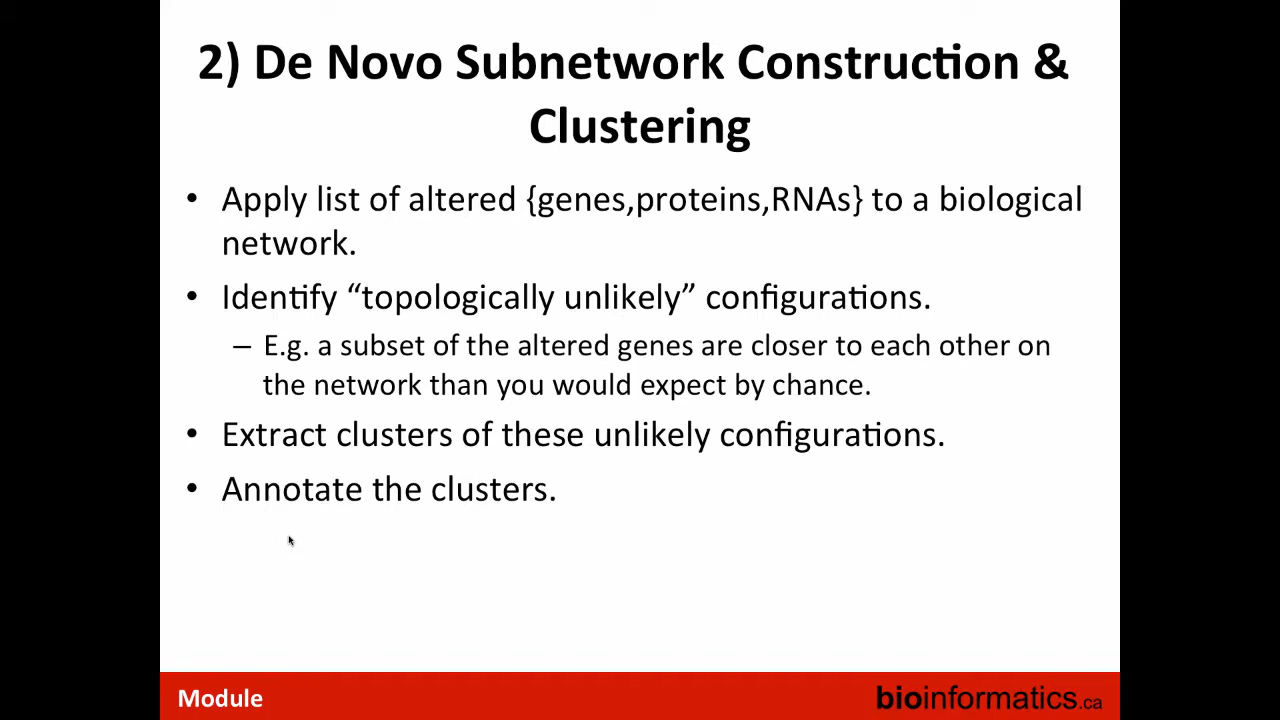 2) De Novo Subnetwork Construction &
Clustering
• Apply list of altered {genes,proteins,RNAs} to a biological
network.
• Identify “topologically unlikely” configurations.
– E.g. a subset of the altered genes are closer to each other on
the network than you would expect by chance.
• Extract clusters of these unlikely configurations.
• Annotate the clusters.
Module
bioinformatics.ca